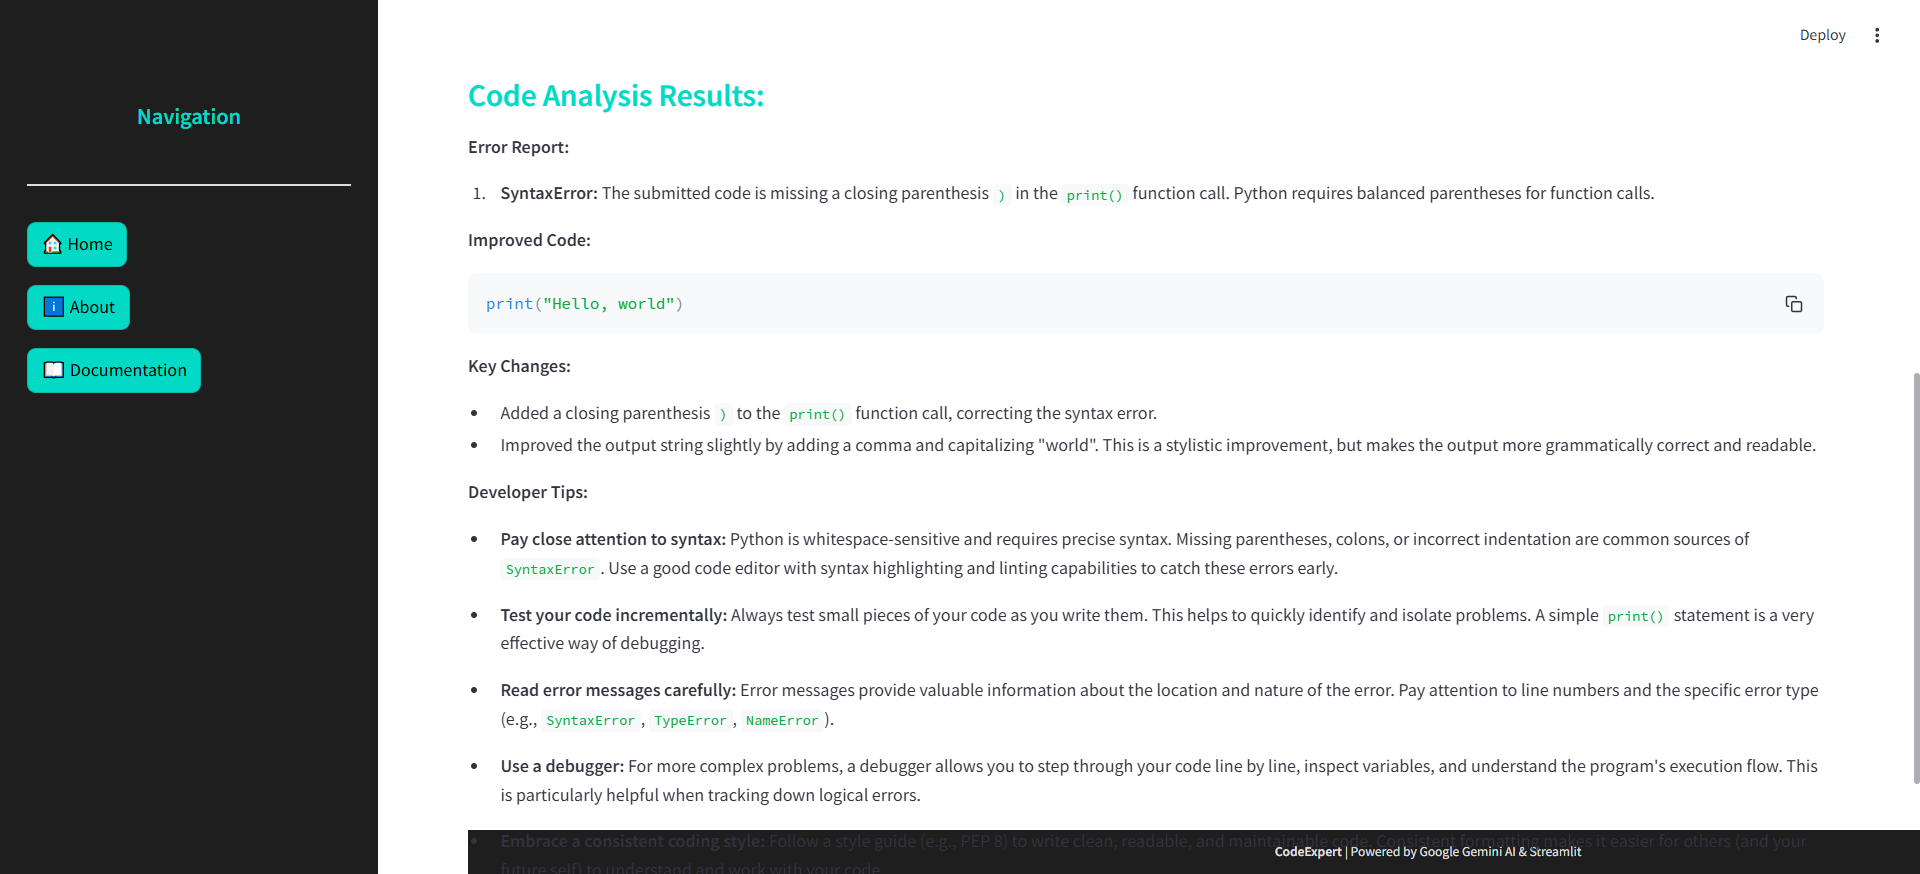 Deploy
Navigation
Home
About
Documentation
Code Analysis Results:
Error Report:
1. SyntaxError: The submitted code is missing a closing parenthesis ) in the print() function call. Python requires balanced parentheses for function calls.
Improved Code:
print("Hello, world")
Key Changes:
• Added a closing parenthesis ) to the print() function call, correcting the syntax error.
• Improved the output string slightly by adding a comma and capitalizing "world". This is a stylistic improvement, but makes the output more grammatically correct and readable.
Developer Tips:
• Pay close attention to syntax: Python is whitespace-sensitive and requires precise syntax. Missing parentheses, colons, or incorrect indentation are common sources of
SyntaxError. Use a good code editor with syntax highlighting and linting capabilities to catch these errors early.
• Test your code incrementally: Always test small pieces of your code as you write them. This helps to quickly identify and isolate problems. A simple print() statement is a very
effective way of debugging.
• Read error messages carefully: Error messages provide valuable information about the location and nature of the error. Pay attention to line numbers and the specific error type
(e.g., SyntaxError, TypeError, NameError).
• Use a debugger: For more complex problems, a debugger allows you to step through your code line by line, inspect variables, and understand the program's execution flow. This
is particularly helpful when tracking down logical errors.
• Embrace a consistent coding style: Follow a style guide (e.g., PEP 8) to write clean, readable, and maintainable code. Consistent formatting makes it easier for others (and your
future self) to understand and work with your code.
CodeExpert | Powered by Google Gemini AI & Streamlit